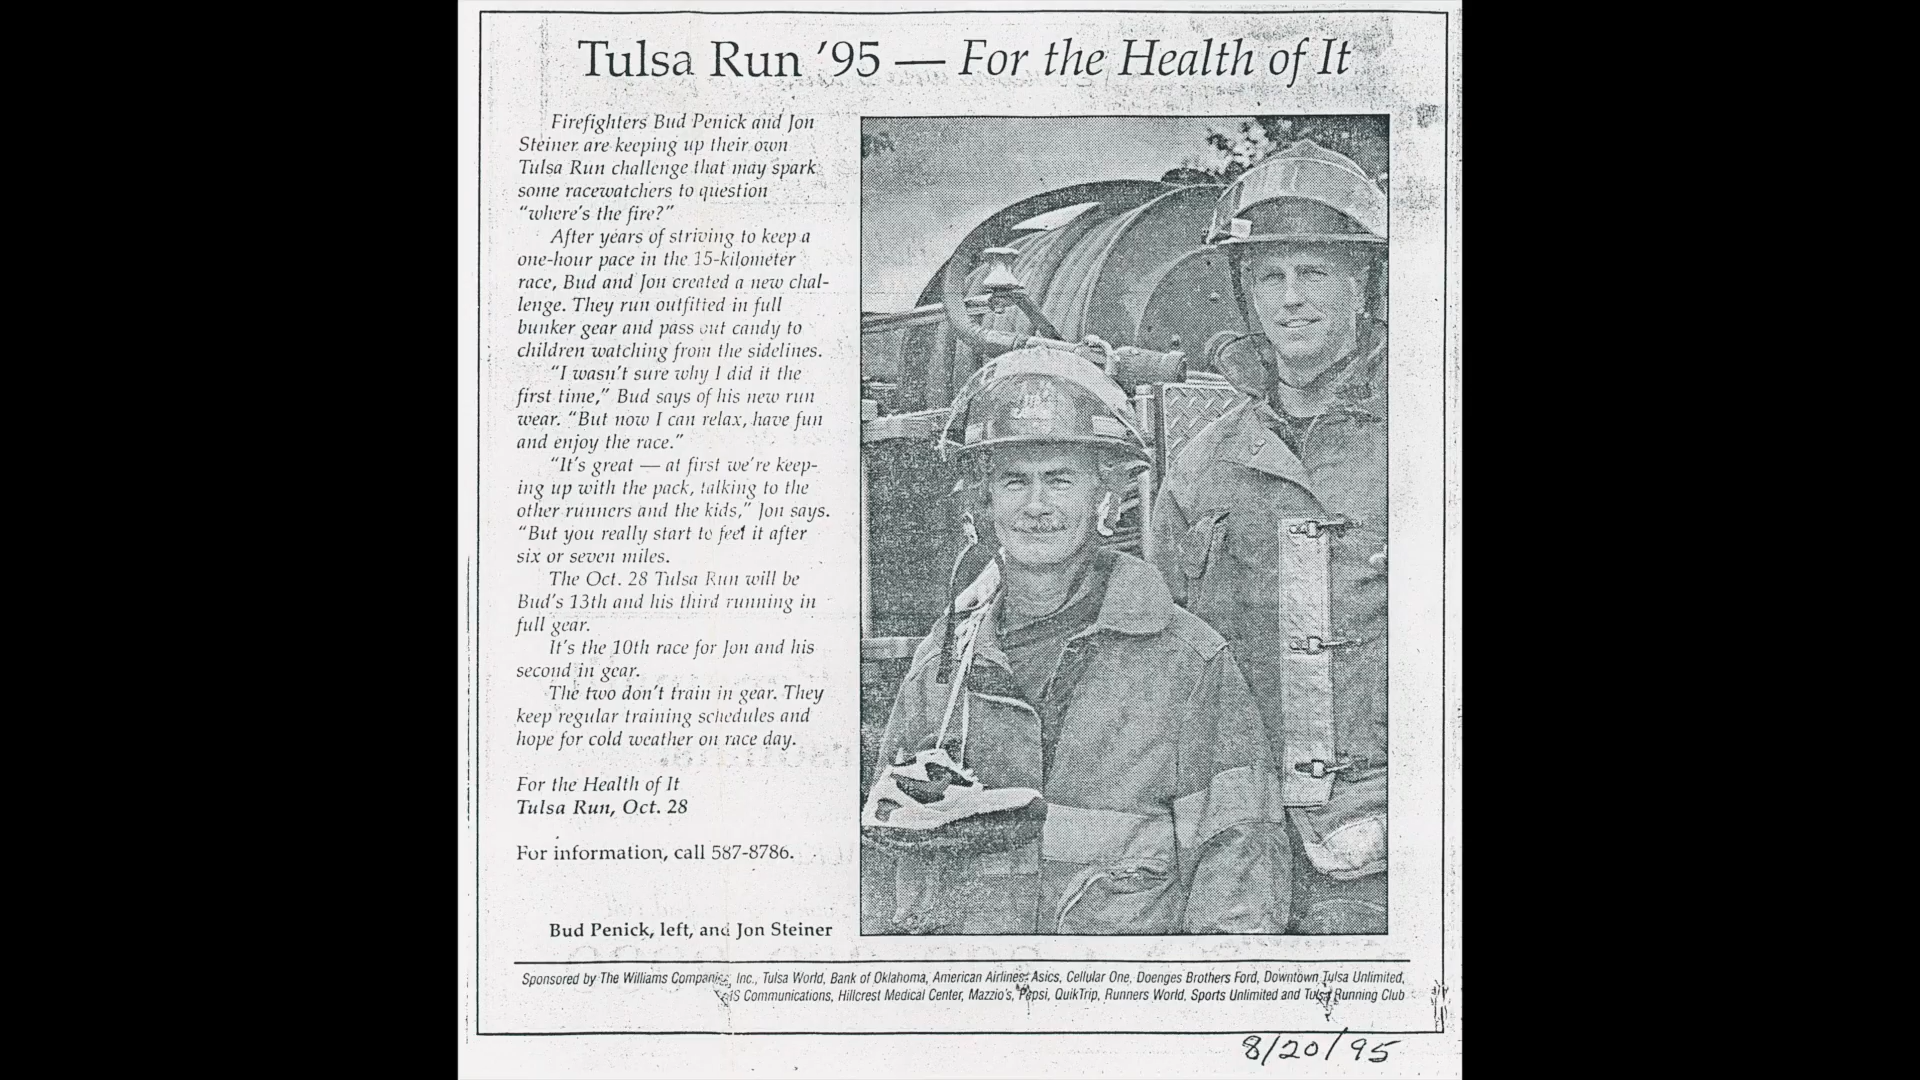 Tulsa Run '95 — For the Health of It
Firefighters Bud Penick and Jon
Steiner are keeping up their own
Tulsa Run challenge that may spark
some racewatchers to question
“where's the fire?”
After years of striving to keep a
one-hour pace in the 15-kilometer
race, Bud and Jon created a new chal-
lenge. They run outfitted in full
bunker gear and pass out candy to
children watching from the sidelines.
“I wasn't sure why I did it the
first time,” Bud says of his new run
wear. “But now I can relax, have fun
and enjoy the race.”
“It's great — at first we're keep-
ing up with the pack, talking to the
other runners and the kids,” Jon says.
“But you really start to feel it after
six or seven miles.
The Oct. 28 Tulsa Run will be
Bud's 13th and his third running in
full gear.
It's the 10th race for Jon and his
second in gear.
The two don't train in gear. They
keep regular training schedules and
hope for cold weather on race day.
For the Health of It
Tulsa Run, Oct. 28
For information, call 587-8786.
Bud Penick, left, and Jon Steiner
Sponsored by The Williams Companies, Inc., Tulsa World, Bank of Oklahoma, American Airlines, Asics, Cellular One, Doenges Brothers Ford, Downtown Tulsa Unlimited,
Communications, Hillcrest Medical Center, Mazzio's, Pepsi, QuikTrip, Runners World, Sports Unlimited and Tulsa Running Club
8/20/95